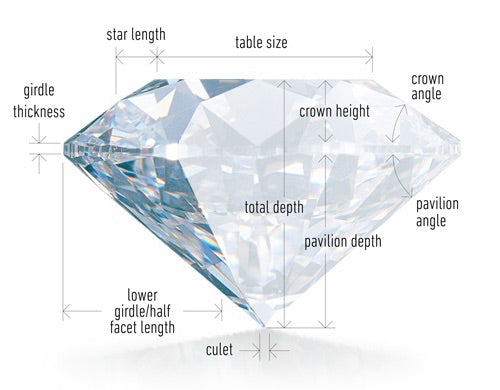 star length
table size
girdle
thickness
crown
angle
crown height
total depth
pavilion
angle
pavilion depth
lower
girdle/half
facet length
culet